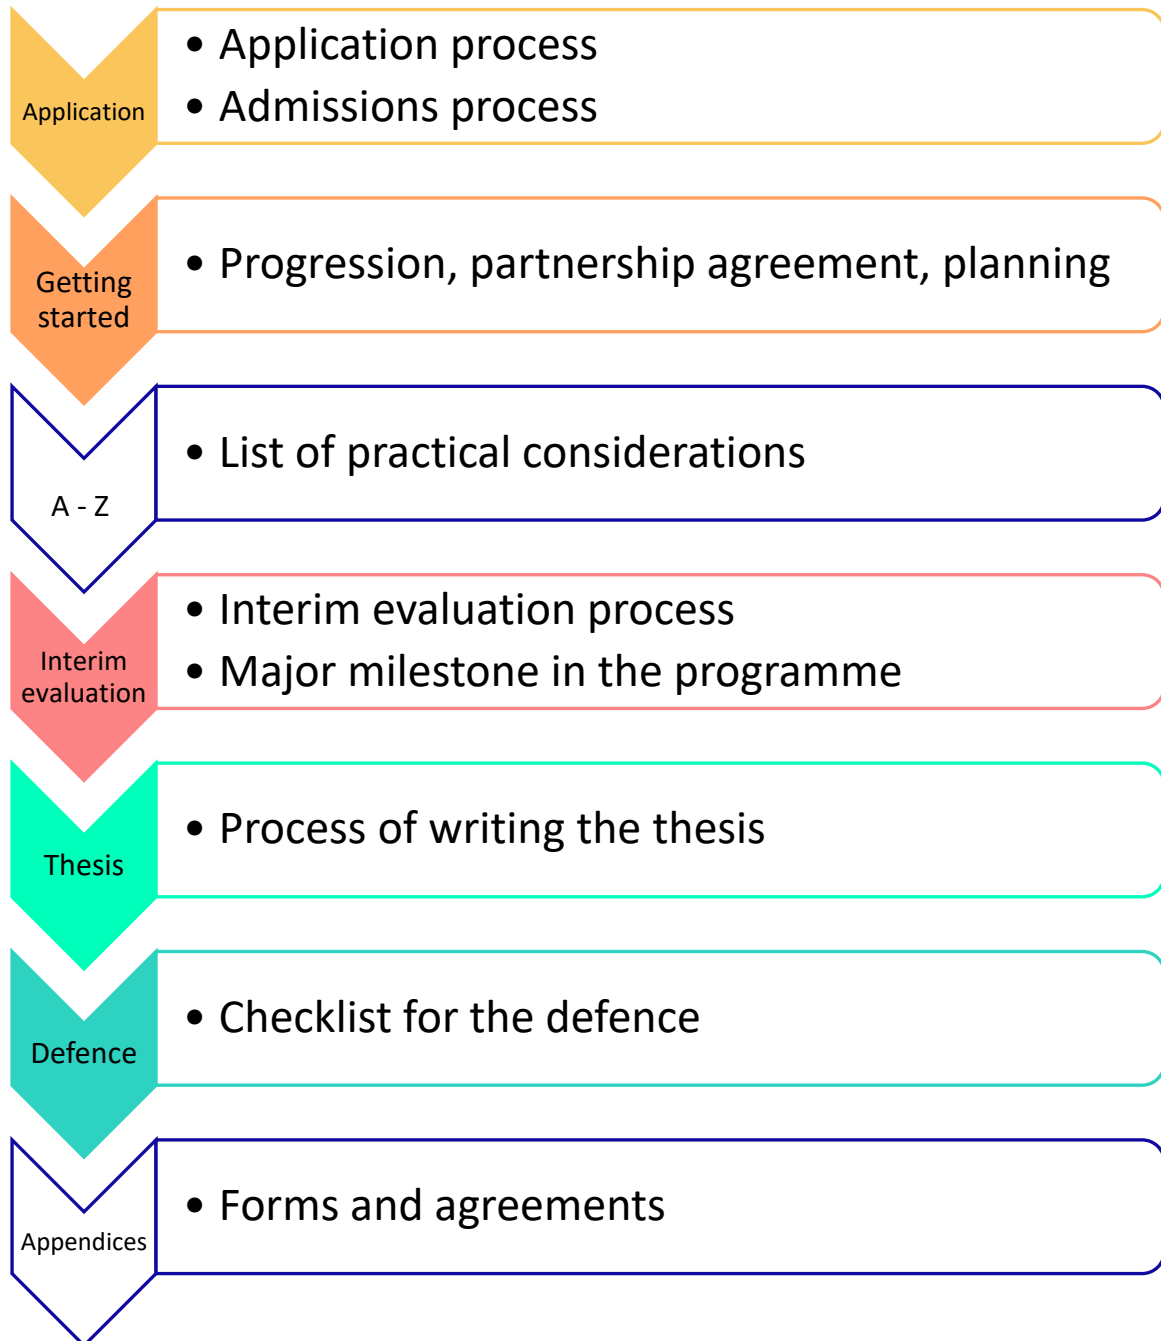 Application
• Application process
• Admissions process
Getting
started
• Progression, partnership agreement, planning
A - Z
• List of practical considerations
Interim
evaluation
• Interim evaluation process
• Major milestone in the programme
Thesis
• Process of writing the thesis
Defence
• Checklist for the defence
Appendices
• Forms and agreements